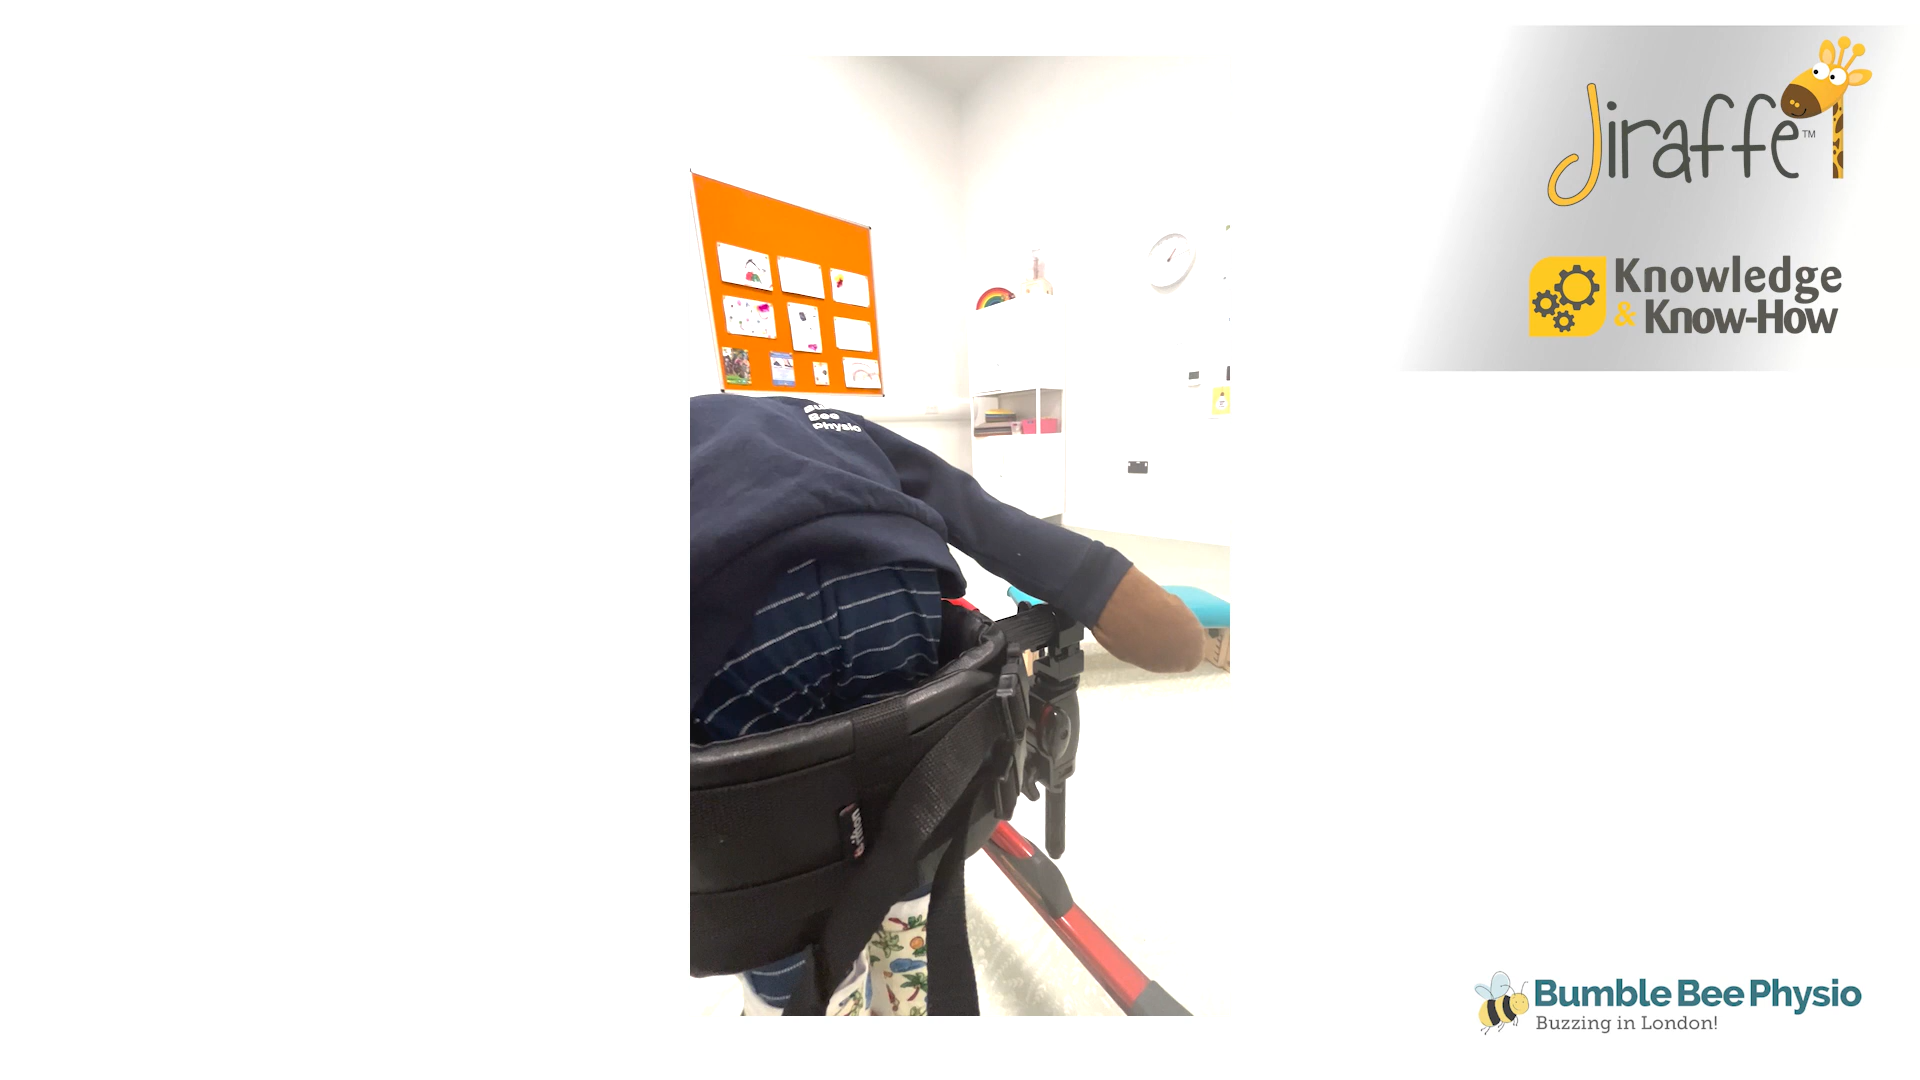 Jiraffe™
Knowledge
& Know-How
Bee
Physio
Bumble Bee Physio
Buzzing in London!